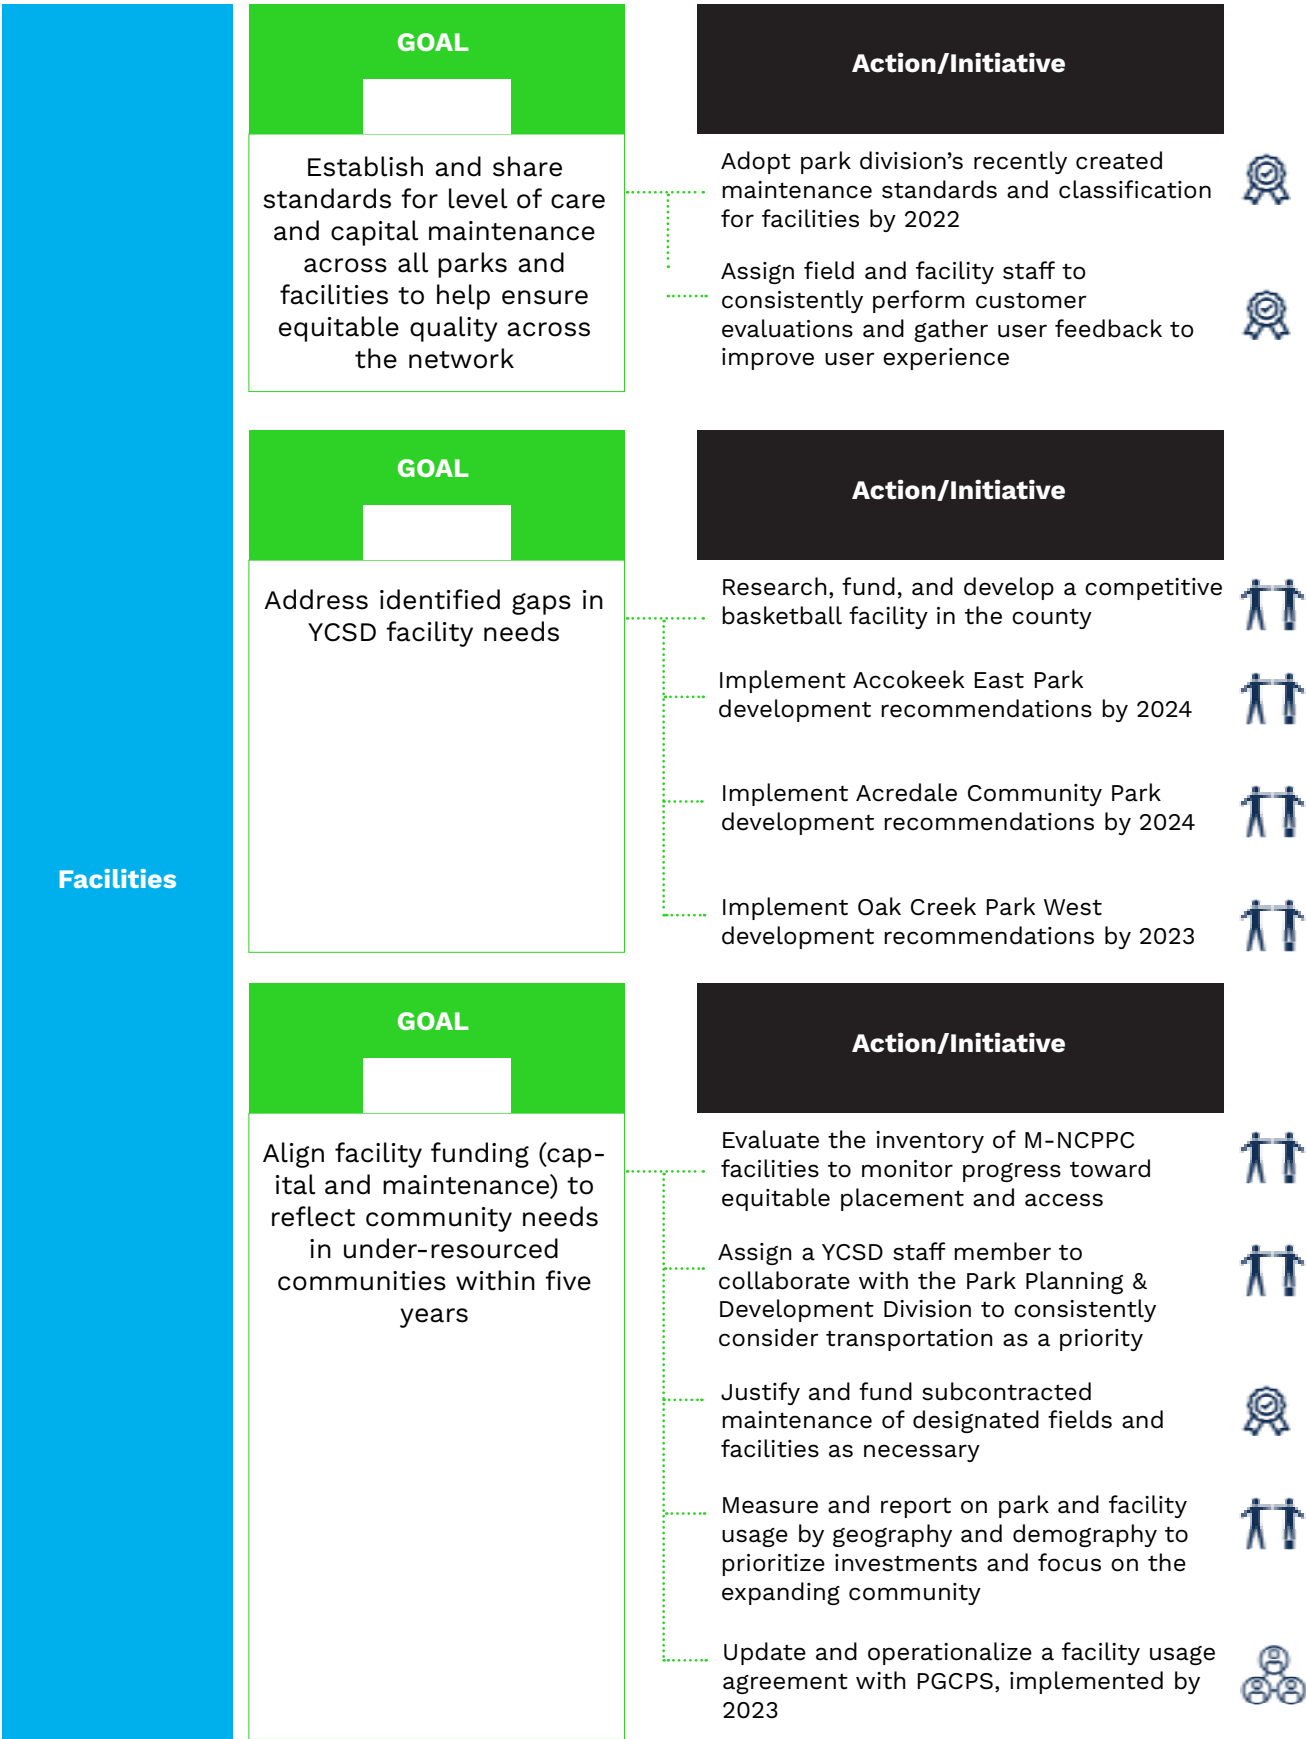 Facilities
GOAL
Establish and share
standards for level of care
and capital maintenance
across all parks and
facilities to help ensure
equitable quality across
the network
Action/Initiative
Adopt park division’s recently created
maintenance standards and classification
for facilities by 2022
Assign field and facility staff to
consistently perform customer
evaluations and gather user feedback to
improve user experience
GOAL
Address identified gaps in
YCSD facility needs
Action/Initiative
Research, fund, and develop a competitive
basketball facility in the county
Implement Accokeek East Park
development recommendations by 2024
Implement Acredale Community Park
development recommendations by 2024
Implement Oak Creek Park West
development recommendations by 2023
GOAL
Align facility funding (cap-
ital and maintenance) to
reflect community needs
in under-resourced
communities within five
years
Action/Initiative
Evaluate the inventory of M-NCPPC
facilities to monitor progress toward
equitable placement and access
Assign a YCSD staff member to
collaborate with the Park Planning &
Development Division to consistently
consider transportation as a priority
Justify and fund subcontracted
maintenance of designated fields and
facilities as necessary
Measure and report on park and facility
usage by geography and demography to
prioritize investments and focus on the
expanding community
Update and operationalize a facility usage
agreement with PGCPS, implemented by
2023